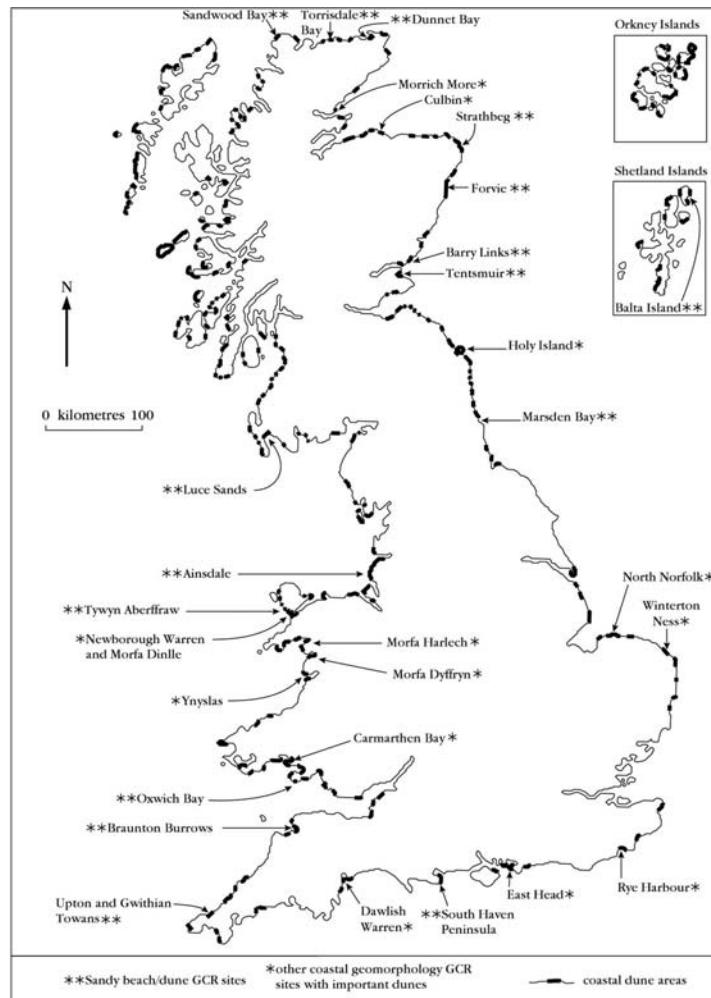 Sandwood Bay**
Torrisdale**
Bay
**Dunnet Bay
Orkney Islands
Morrich More*
Culbin*
Strathbeg **
Shetland Islands
Forvie **
Barry Links**
Tentsmuir**
Balta Island**
N
Holy Island*
0 kilometres 100
Marsden Bay**
**Luce Sands
**Ainsdale
North Norfolk*
Winterton
Ness*
**Tywyn Aberffraw
*Newborough Warren
and Morfa Dinlle
Morfa Harlech*
Morfa Dyffryn*
*Ynyslas
Carmarthen Bay*
**Oxwich Bay
**Braunton Burrows
Upton and Gwithian
Towans**
Dawlish
Warren*
**South Haven
Peninsula
East Head*
Rye Harbour*
**Sandy beach/dune GCR sites
*other coastal geomorphology GCR
sites with important dunes
coastal dune areas